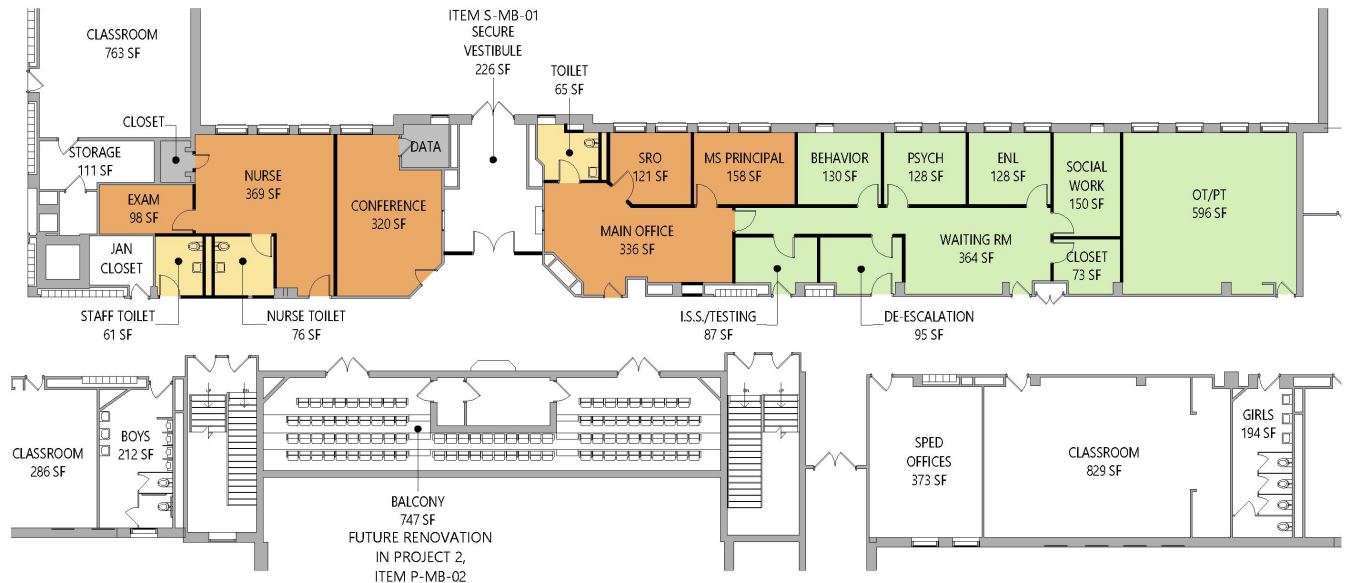 CLASSROOM
763 SF
CLOSET
STORAGE
111 SF
EXAM
98 SF
JAN
CLOSET
NURSE
369 SF
CONFERENCE
320 SF
DATA
ITEM S-MB-01
SECURE
VESTIBULE
226 SF
TOILET
65 SF
SRO
121 SF
MS PRINCIPAL
158 SF
BEHAVIOR
130 SF
PSYCH
128 SF
ENL
128 SF
SOCIAL
WORK
150 SF
OT/PT
596 SF
MAIN OFFICE
336 SF
WAITING RM
364 SF
CLOSET
73 SF
STAFF TOILET
61 SF
NURSE TOILET
76 SF
I.S.S./TESTING
87 SF
DE-ESCALATION
95 SF
CLASSROOM
286 SF
BOYS
212 SF
BALCONY
747 SF
FUTURE RENOVATION
IN PROJECT 2,
ITEM P-MB-02
SPED
OFFICES
373 SF
CLASSROOM
829 SF
GIRLS
194 SF